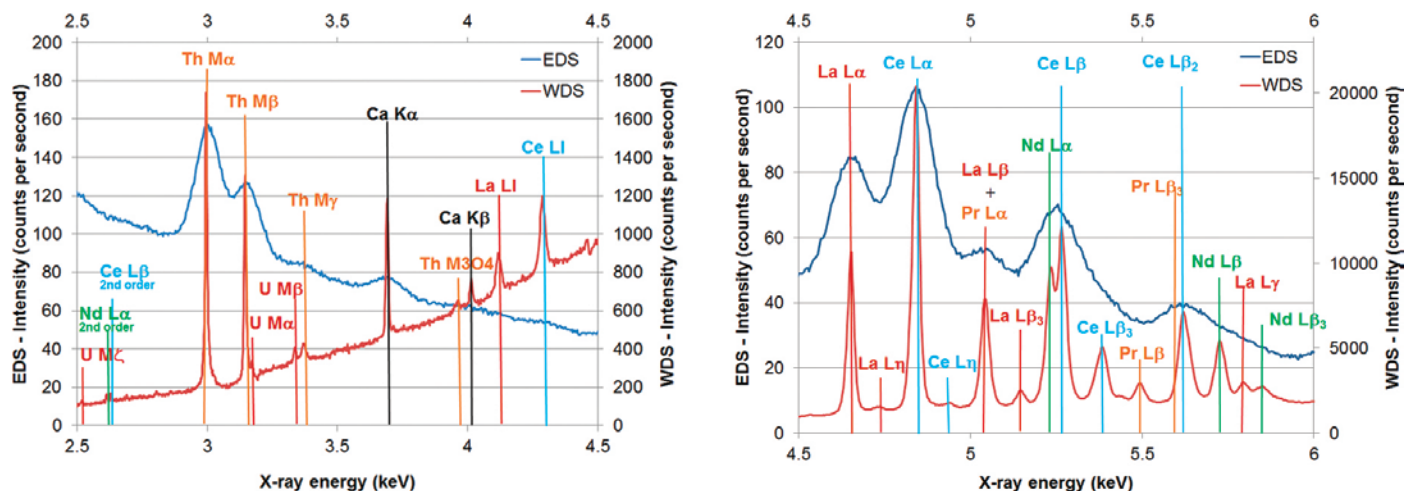 2.5 3 3.5 4 4.5
EDS - Intensity (counts per second)
200
180
160
140
120
100
80
60
40
20
0
Th Mα
EDS
WDS
Th Mβ
Ca Kα
Ce Ll
La Ll
Th Mγ
Ca Kβ
Th M3O4
Ce Lβ
2nd order
U Mβ
Nd Lα
2nd order
U Mα
U Mζ
2000
1800
1600
1400
1200
1000
800
600
400
200
0
WDS - Intensity (counts per second)
2.5 3 3.5 4 4.5
X-ray energy (keV)
4.5 5 5.5 6
EDS - Intensity (counts per second)
120
100
80
60
40
20
0
La Lα
Ce Lα
Ce Lβ
Ce Lβ2
EDS
WDS
Nd Lα
La Lβ
+
Pr Lα
Pr Lβ3
Nd Lβ
La Lγ
La Lβ3
Nd Lβ3
Ce Lβ3
La Lη
Ce Lη
Pr Lβ
20000
15000
10000
5000
0
WDS - Intensity (counts per second)
4.5 5 5.5 6
X-ray energy (keV)